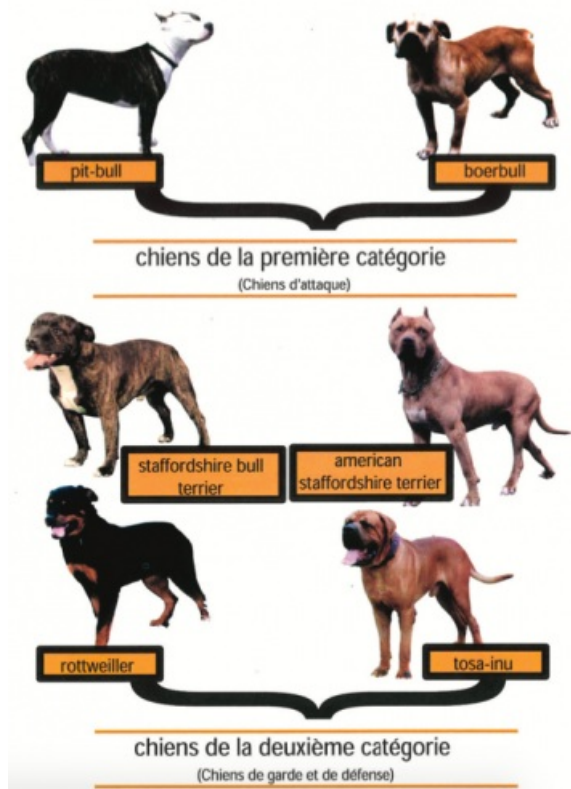 pit-bull
boerbull
chiens de la première catégorie
(Chiens d'attaque)
staffordshire bull
terrier
american
staffordshire terrier
rottweiller
tosa-inu
chiens de la deuxième catégorie
(Chiens de garde et de défense)